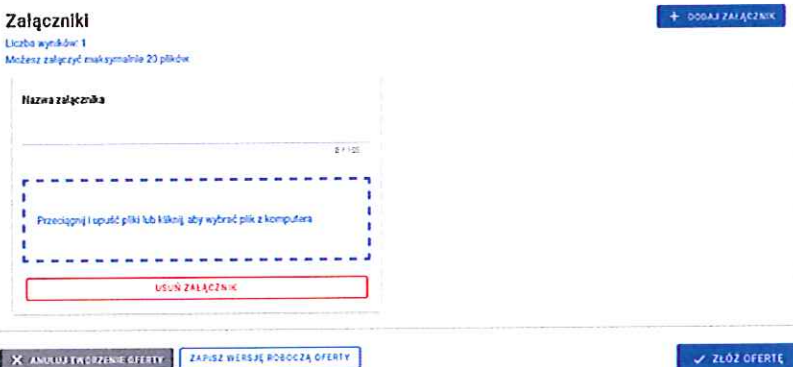 Załączniki
+ DODAJ ZAŁĄCZNIK
Liczba wyników: 1
Możesz załączyć maksymalnie 20 plików
Nazwa załącznika
Przeciągnij i upuść pliki lub kliknij, aby wybrać plik z komputera
USUŃ ZAŁĄCZNIK
X ANULUJ TWORZENIE OFERTY
ZAPISZ WERSJĘ ROBOCZĄ OFERTY
✓ ZŁÓŻ OFERTĘ